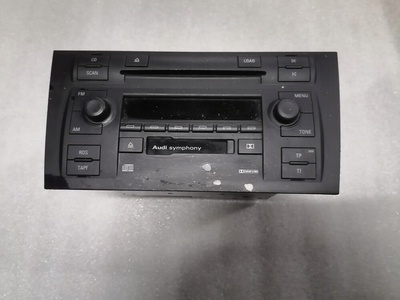 CD
LOAD
SCAN
FM
MENU
AM
TONE
RDS
Audi symphony
TP
TAPE
TI